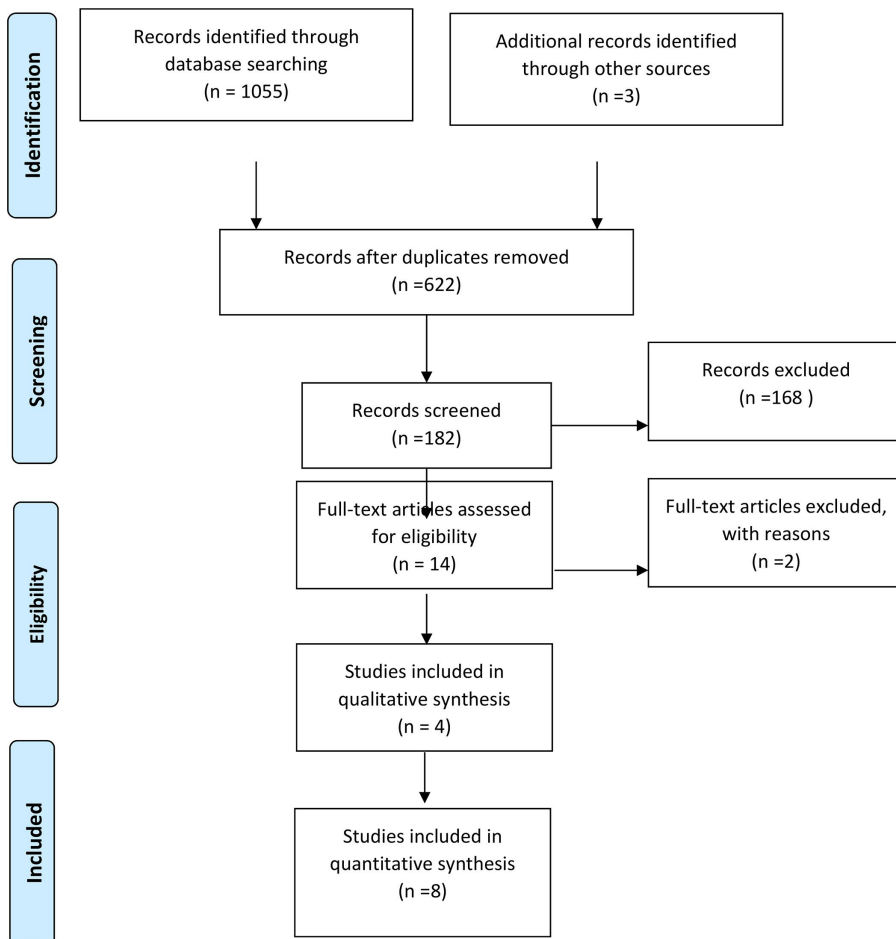 Identification
Records identified through
database searching
(n = 1055)
Additional records identified
through other sources
(n =3)
Records after duplicates removed
(n =622)
Screening
Records screened
(n =182)
Records excluded
(n =168 )
Eligibility
Full-text articles assessed
for eligibility
(n = 14)
Full-text articles excluded,
with reasons
(n =2)
Studies included in
qualitative synthesis
(n = 4)
Included
Studies included in
quantitative synthesis
(n =8)